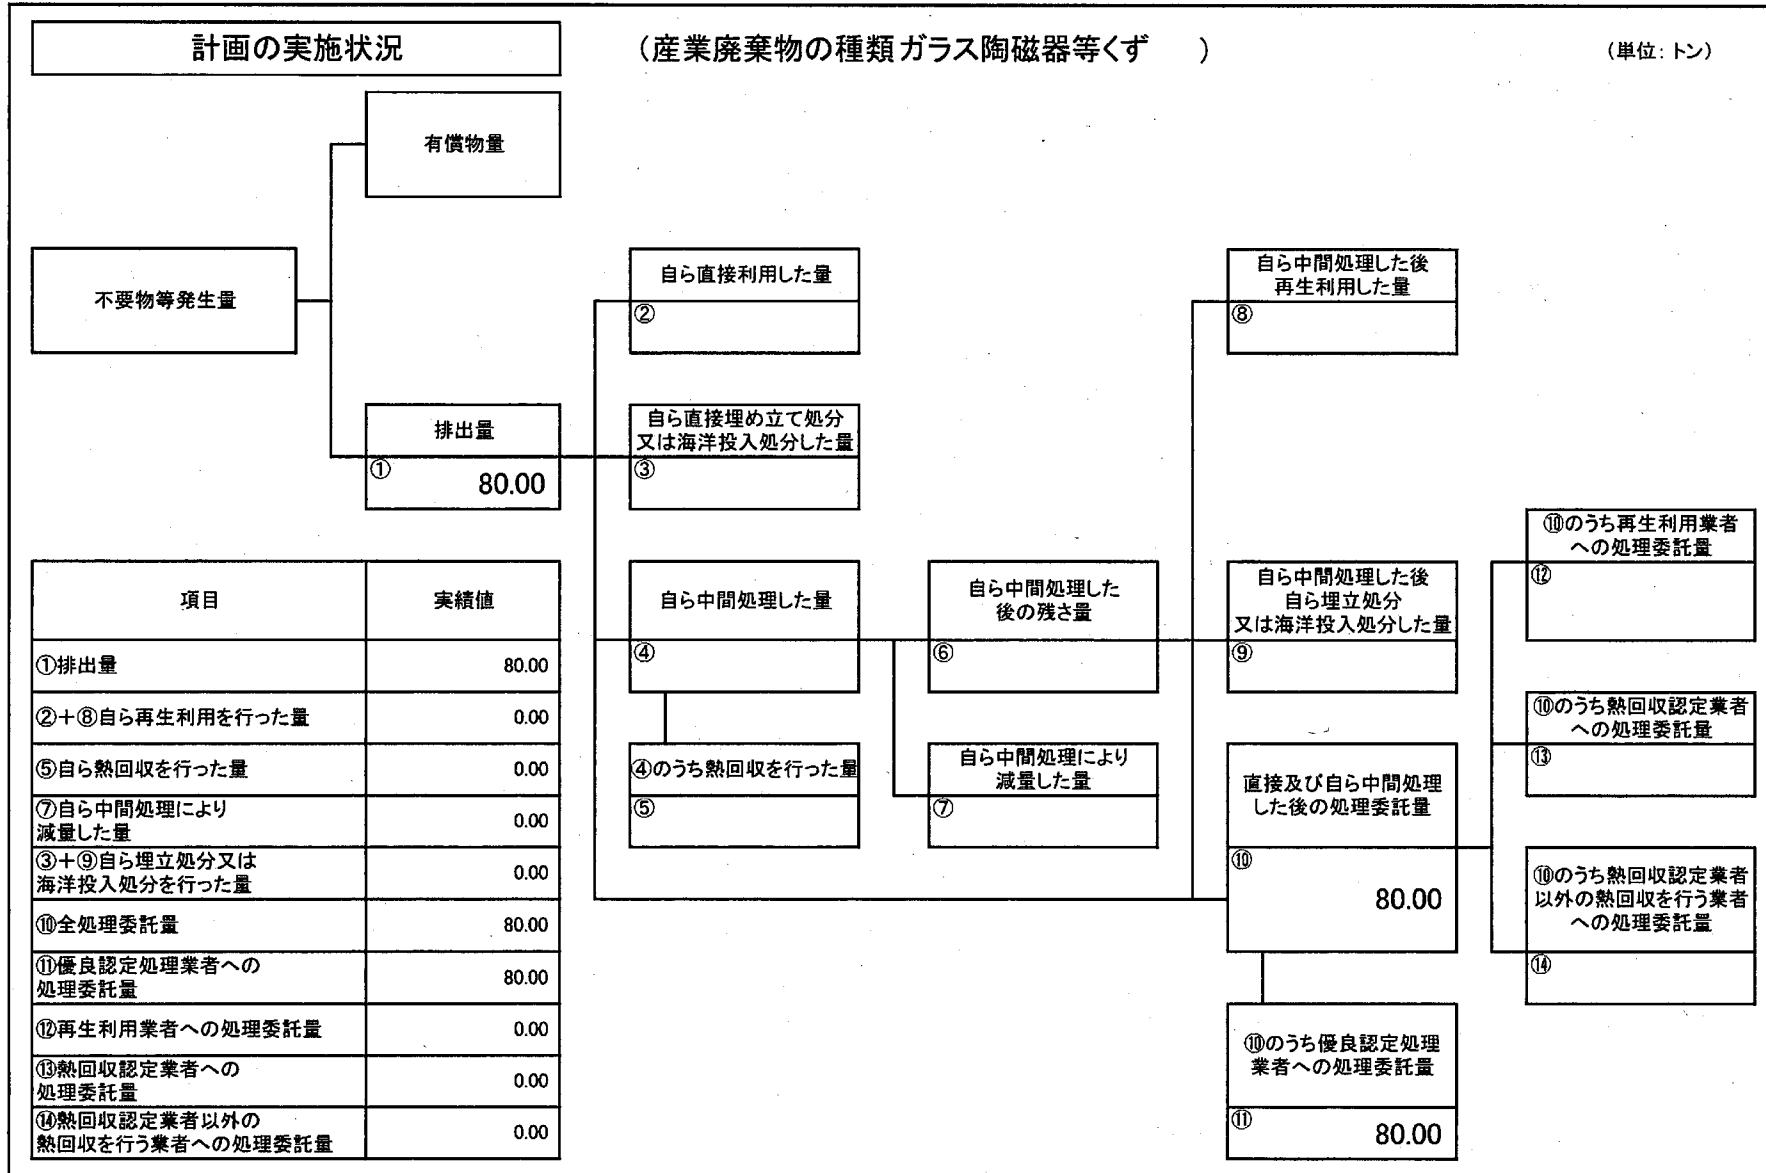 計画の実施状況
（産業廃棄物の種類 ガラス陶磁器等くず　　）
（単位：トン）
有償物量
不要物等発生量
排出量
①
80.00
自ら直接利用した量
②
自ら直接埋め立て処分
又は海洋投入処分した量
③
自ら中間処理した後
再生利用した量
⑧
自ら中間処理した量
④
自ら中間処理した
後の残さ量
⑥
自ら中間処理した後
自ら埋立処分
又は海洋投入処分した量
⑨
④のうち熱回収を行った量
⑤
自ら中間処理により
減量した量
⑦
直接及び自ら中間処理
した後の処理委託量
⑩
80.00
⑩のうち優良認定処理
業者への処理委託量
⑪
80.00
⑩のうち再生利用業者
への処理委託量
⑫
⑩のうち熱回収認定業者
への処理委託量
⑬
⑩のうち熱回収認定業者
以外の熱回収を行う業者
への処理委託量
⑭
項目 実績値
①排出量 80.00
②＋⑧自ら再生利用を行った量 0.00
⑤自ら熱回収を行った量 0.00
⑦自ら中間処理により
減量した量 0.00
③＋⑨自ら埋立処分又は
海洋投入処分を行った量 0.00
⑩全処理委託量 80.00
⑪優良認定処理業者への
処理委託量 80.00
⑫再生利用業者への処理委託量 0.00
⑬熱回収認定業者への
処理委託量 0.00
⑭熱回収認定業者以外の
熱回収を行う業者への処理委託量 0.00